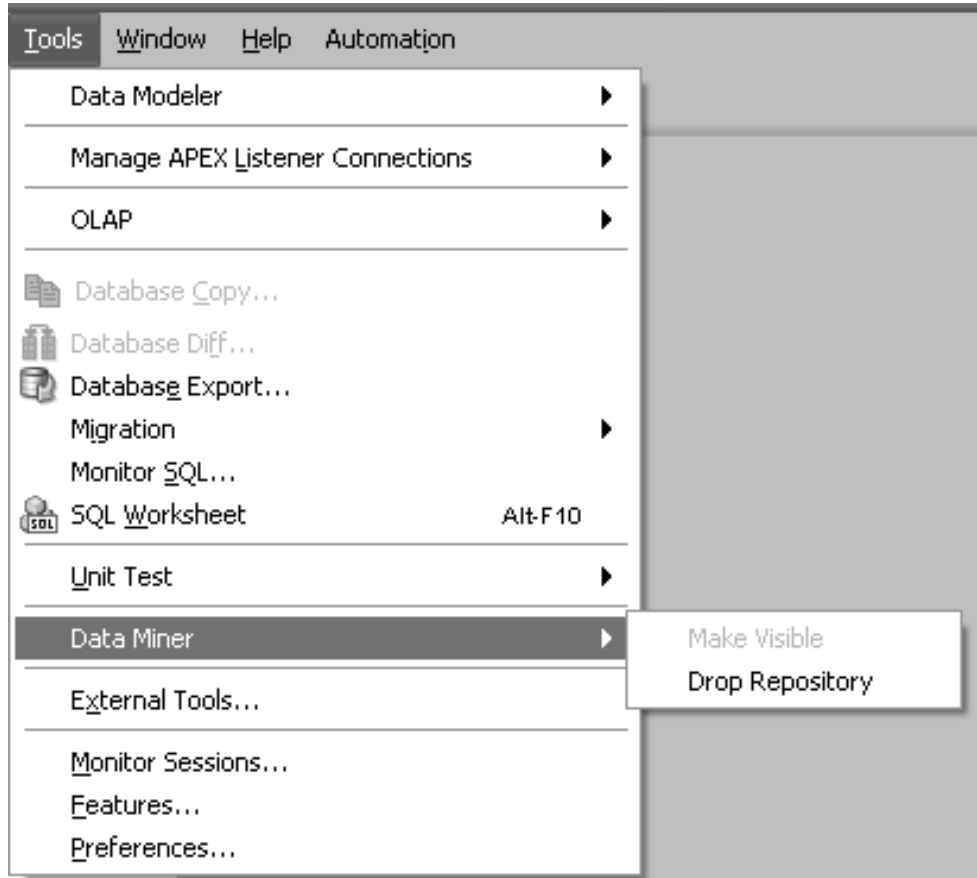 Tools Window Help Automation
Data Modeler
Manage APEX Listener Connections
OLAP
Database Copy...
Database Diff...
Database Export...
Migration
Monitor SQL...
SQL SQL Worksheet Alt-F10
Unit Test
Data Miner Make Visible
Drop Repository
External Tools...
Monitor Sessions...
Features...
Preferences...